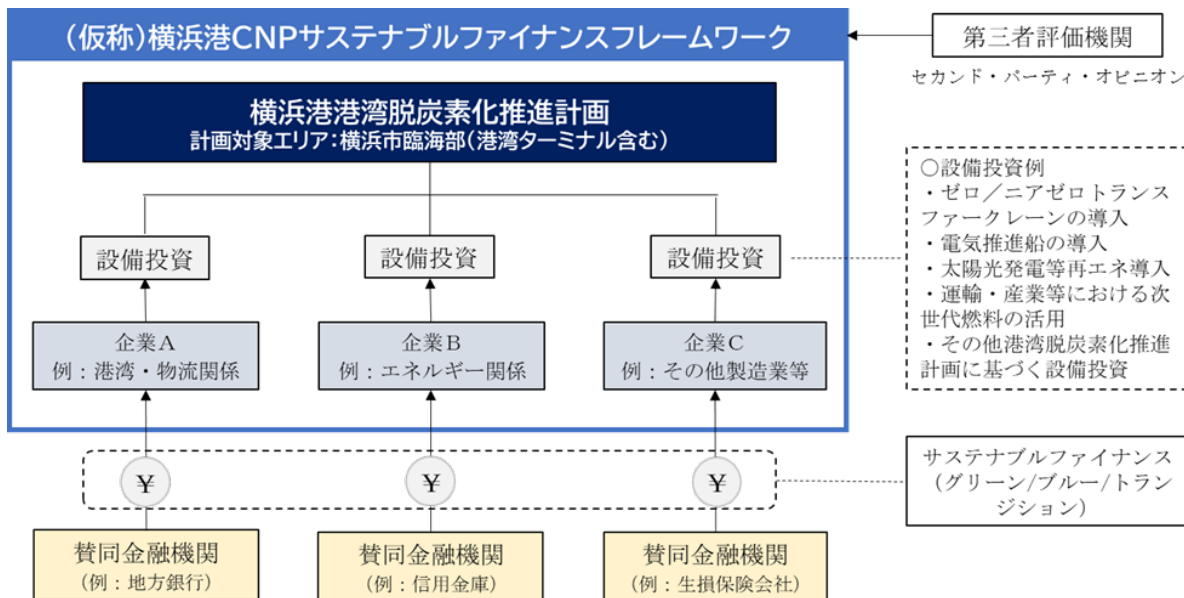 (仮称)横浜港CNPサステナブルファイナンスフレームワーク
第三者評価機関
セカンド・パーティ・オピニオン
横浜港港湾脱炭素化推進計画
計画対象エリア：横浜市臨海部(港湾ターミナル含む)
○設備投資例
・ゼロ／ニアゼロトランス
ファークレーンの導入
・電気推進船の導入
・太陽光発電等再エネ導入
・運輸・産業等における次
世代燃料の活用
・その他港湾脱炭素化推進
計画に基づく設備投資
設備投資
設備投資
設備投資
企業A
例：港湾・物流関係
企業B
例：エネルギー関係
企業C
例：その他製造業等
サステナブルファイナンス
（グリーン/ブルー/トラン
ジション）
¥
¥
¥
賛同金融機関
(例：地方銀行)
賛同金融機関
(例：信用金庫)
賛同金融機関
(例：生損保険会社)